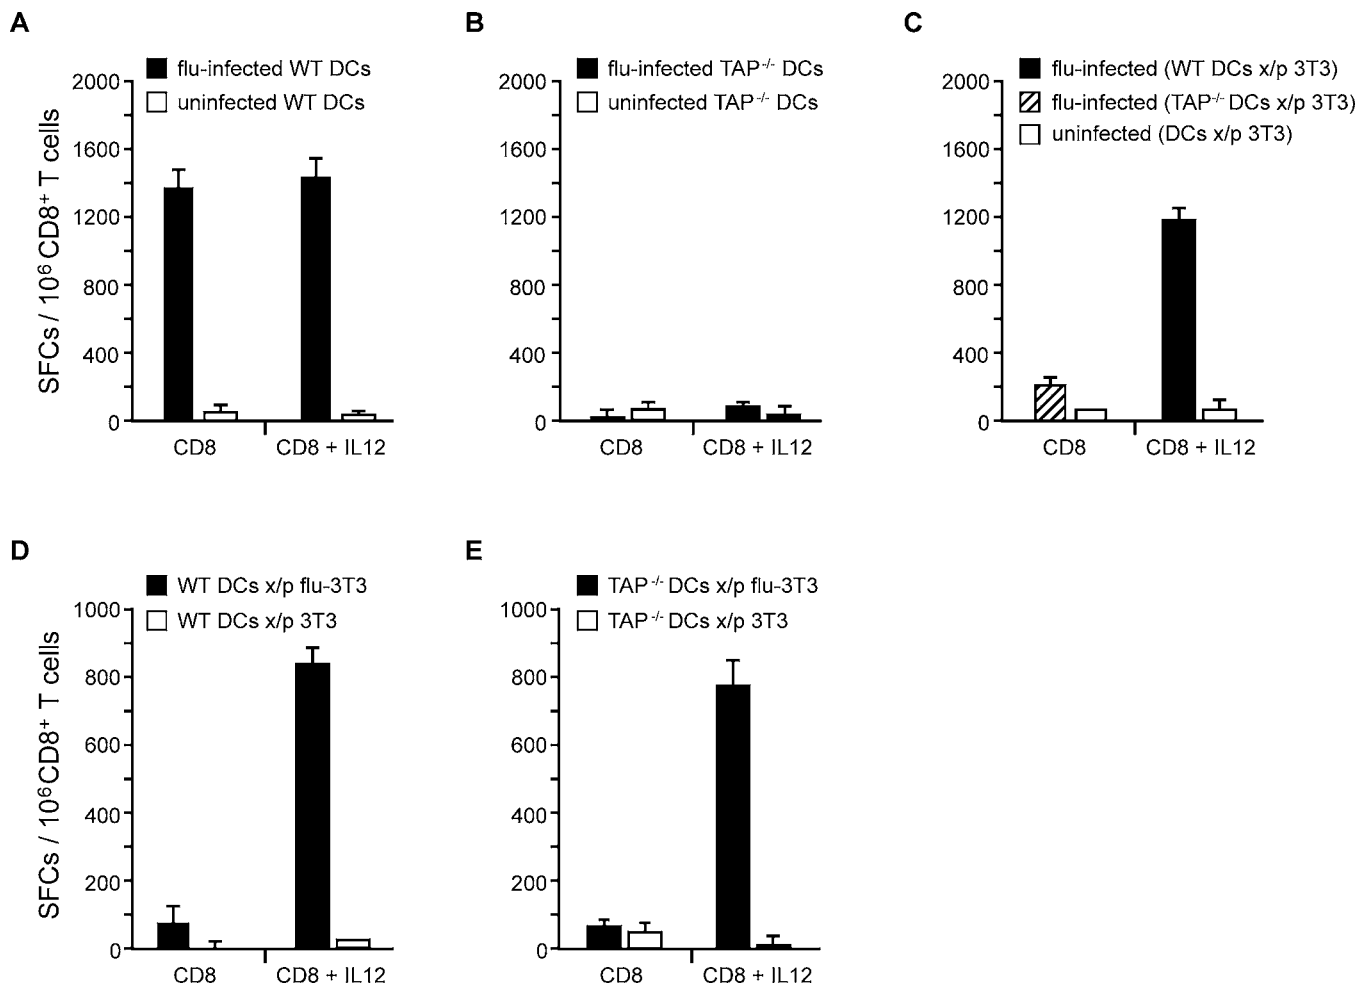 A
flu-infected WT DCs
uninfected WT DCs
SFCs / 10⁶ CD8⁺ T cells
2000
1600
1200
800
400
0
CD8
CD8 + IL12
B
flu-infected TAP⁻/⁻ DCs
uninfected TAP⁻/⁻ DCs
2000
1600
1200
800
400
0
CD8
CD8 + IL12
C
flu-infected (WT DCs x/p 3T3)
flu-infected (TAP⁻/⁻ DCs x/p 3T3)
uninfected (DCs x/p 3T3)
2000
1600
1200
800
400
0
CD8
CD8 + IL12
D
WT DCs x/p flu-3T3
WT DCs x/p 3T3
SFCs / 10⁶CD8⁺ T cells
1000
800
600
400
200
0
CD8
CD8 + IL12
E
TAP⁻/⁻ DCs x/p flu-3T3
TAP⁻/⁻ DCs x/p 3T3
1000
800
600
400
200
0
CD8
CD8 + IL12